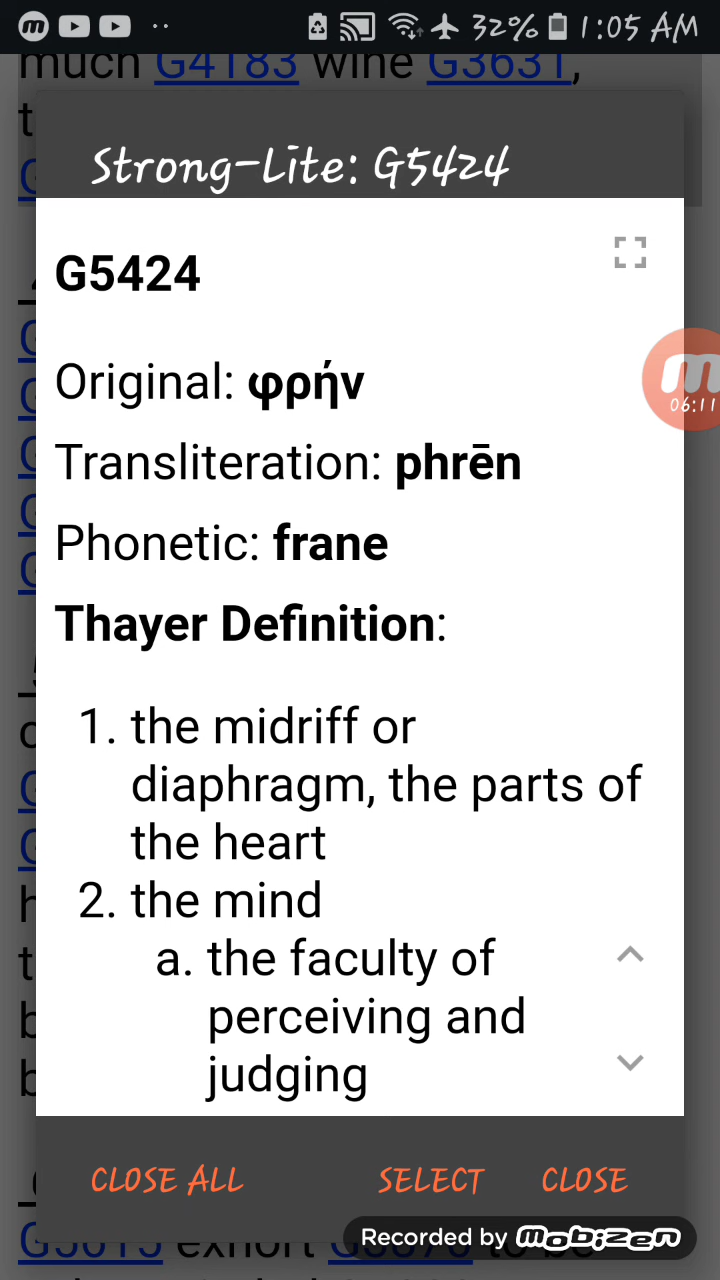 32% 1:05 AM
much G4183 wine G3631,
Strong-Lite: G5424
G5424
Original: φρήν
Transliteration: phrēn
06:11
Phonetic: frane
Thayer Definition:
1. the midriff or
diaphragm, the parts of
the heart
2. the mind
a. the faculty of
perceiving and
judging
CLOSE ALL SELECT CLOSE
Recorded by Mobizen
exhort